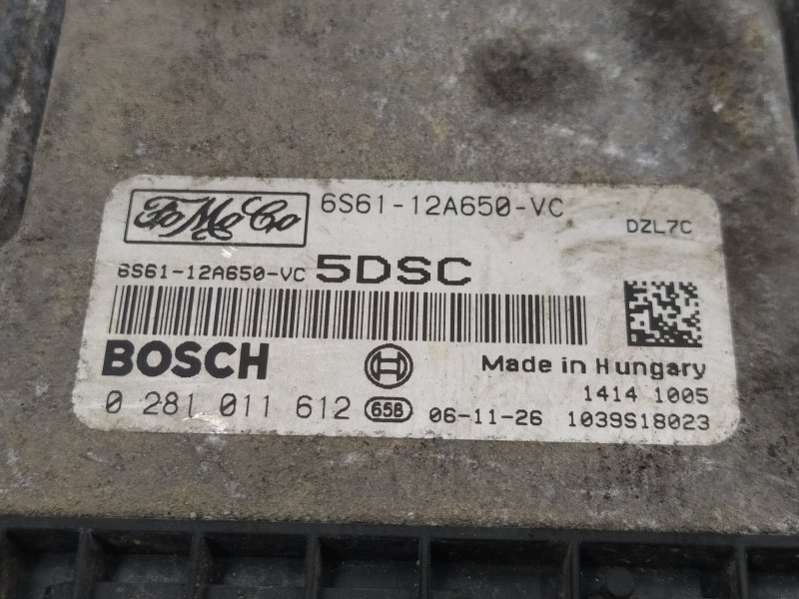 FoMoCo 6S61-12A650-VC DZL7C
6S61-12A650-VC 5DSC
BOSCH Made in Hungary
1414 1005
0 281 011 612 658 06-11-26 1039S18023